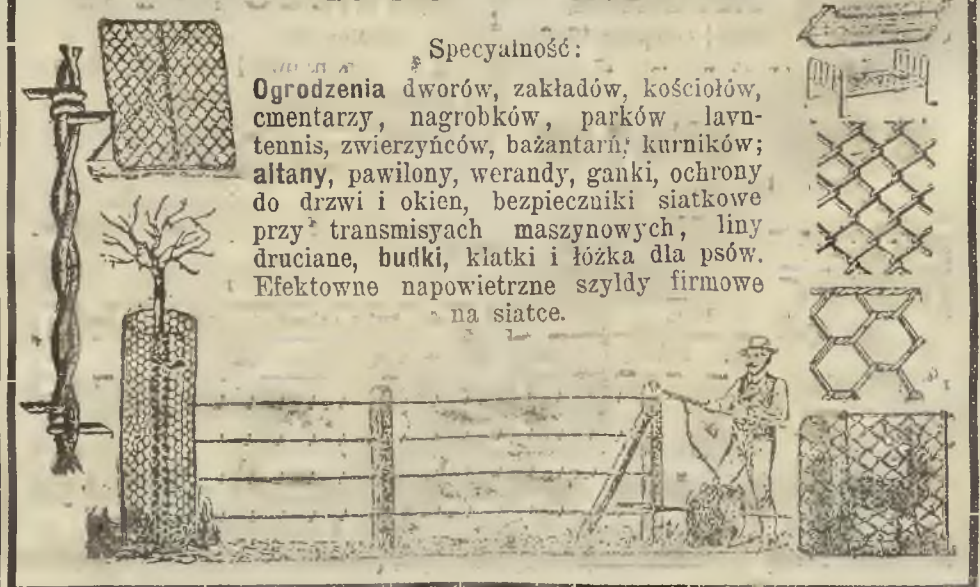 Specyalność:
Ogrodzenia dworów, zakładów, kościołów,
cmentarzy, nagrobków, parków lavn-
tennis, zwierzyńców, bażantarń, kurników;
altany, pawilony, werandy, ganki, ochrony
do drzwi i okien, bezpieczniki siatkowe
przy transmisyach maszynowych, liny
druciane, budki, klatki i łóżka dla psów.
Efektowne napowietrzne szyldy firmowe
na siatce.